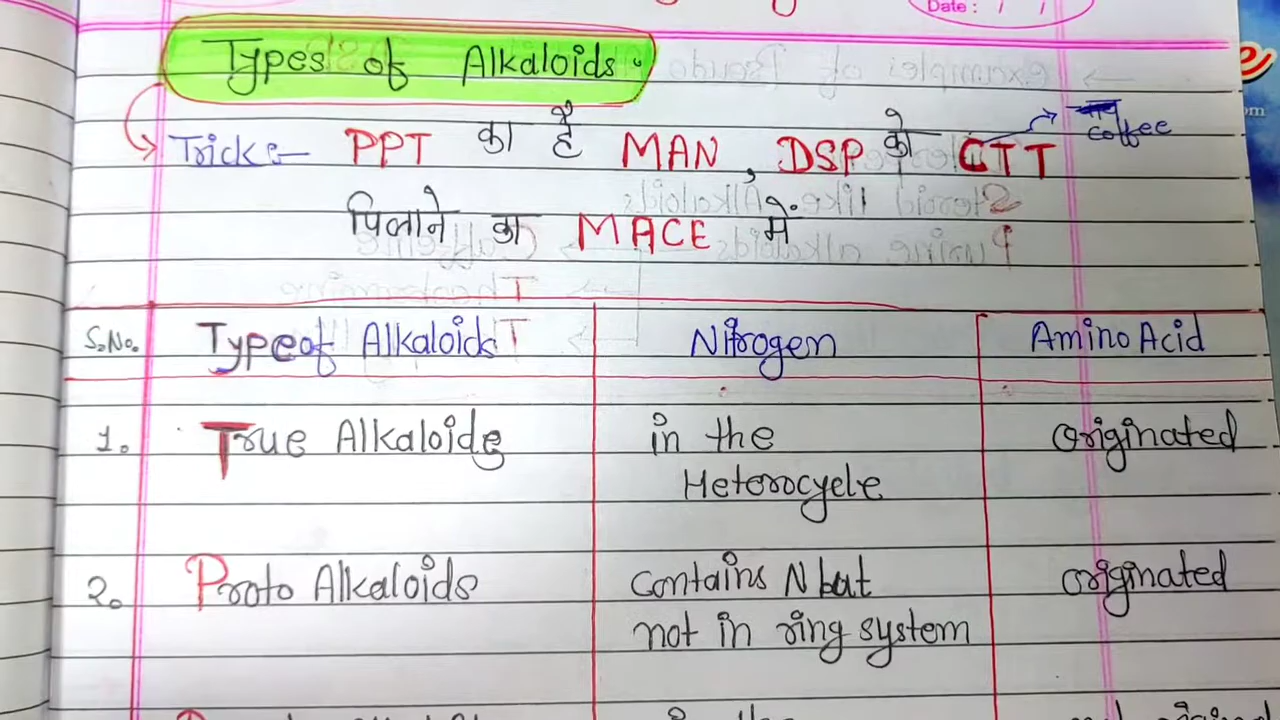 Date: / /
Types of Alkaloids.
Trick:- PPT का है MAN, DSP को CTT
Coffee
पिलाने का MACE में
S.No. Type of Alkaloids Nitrogen Amino Acid
1. True Alkaloids in the Heterocycle Originated
2. Proto Alkaloids Contains N but not in ring system Originated